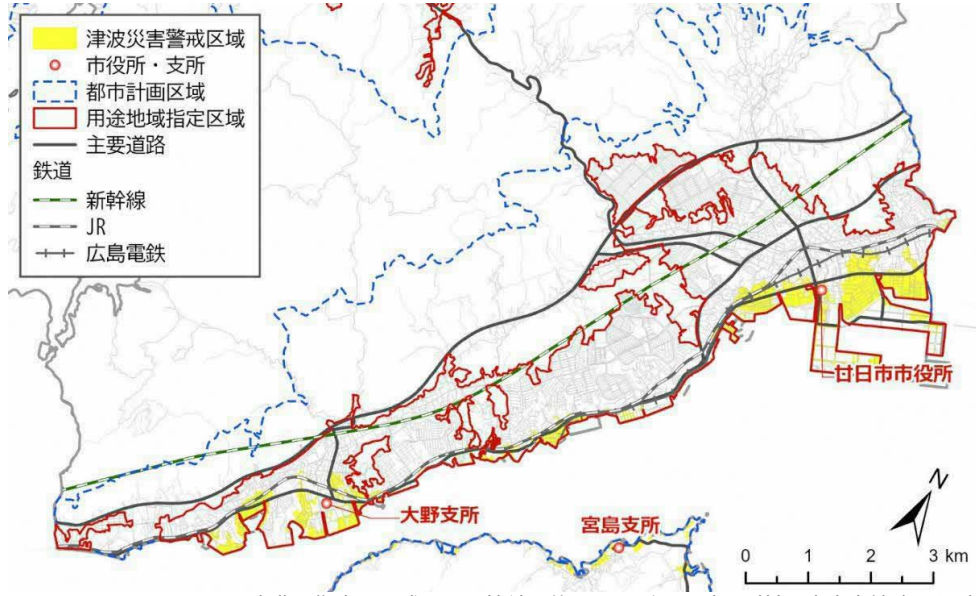 津波災害警戒区域
市役所・支所
都市計画区域
用途地域指定区域
主要道路
鉄道
新幹線
JR
広島電鉄
廿日市市役所
大野支所
宮島支所
N
0 1 2 3 km